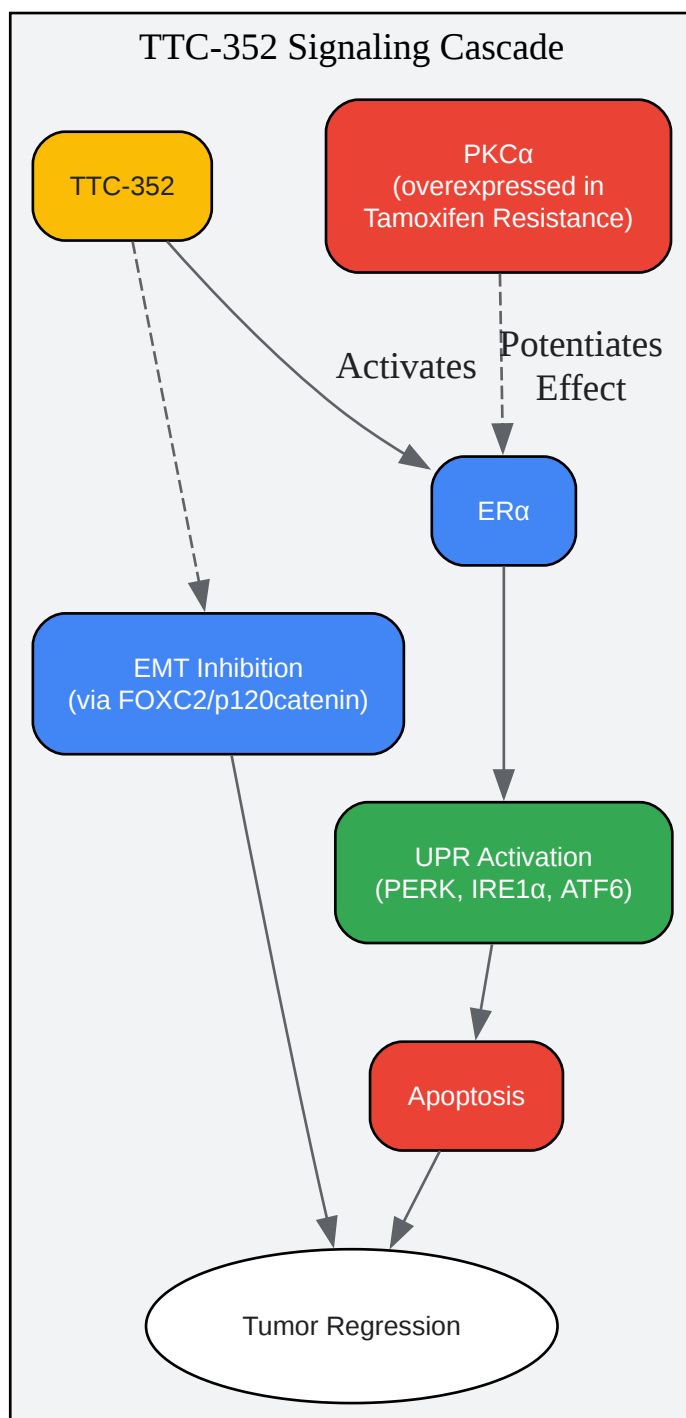 TTC-352 Signaling Cascade
TTC-352
PKCα
(overexpressed in
Tamoxifen Resistance)
Activates
Potentiates
Effect
ERα
EMT Inhibition
(via FOXC2/p120catenin)
UPR Activation
(PERK, IRE1α, ATF6)
Apoptosis
Tumor Regression